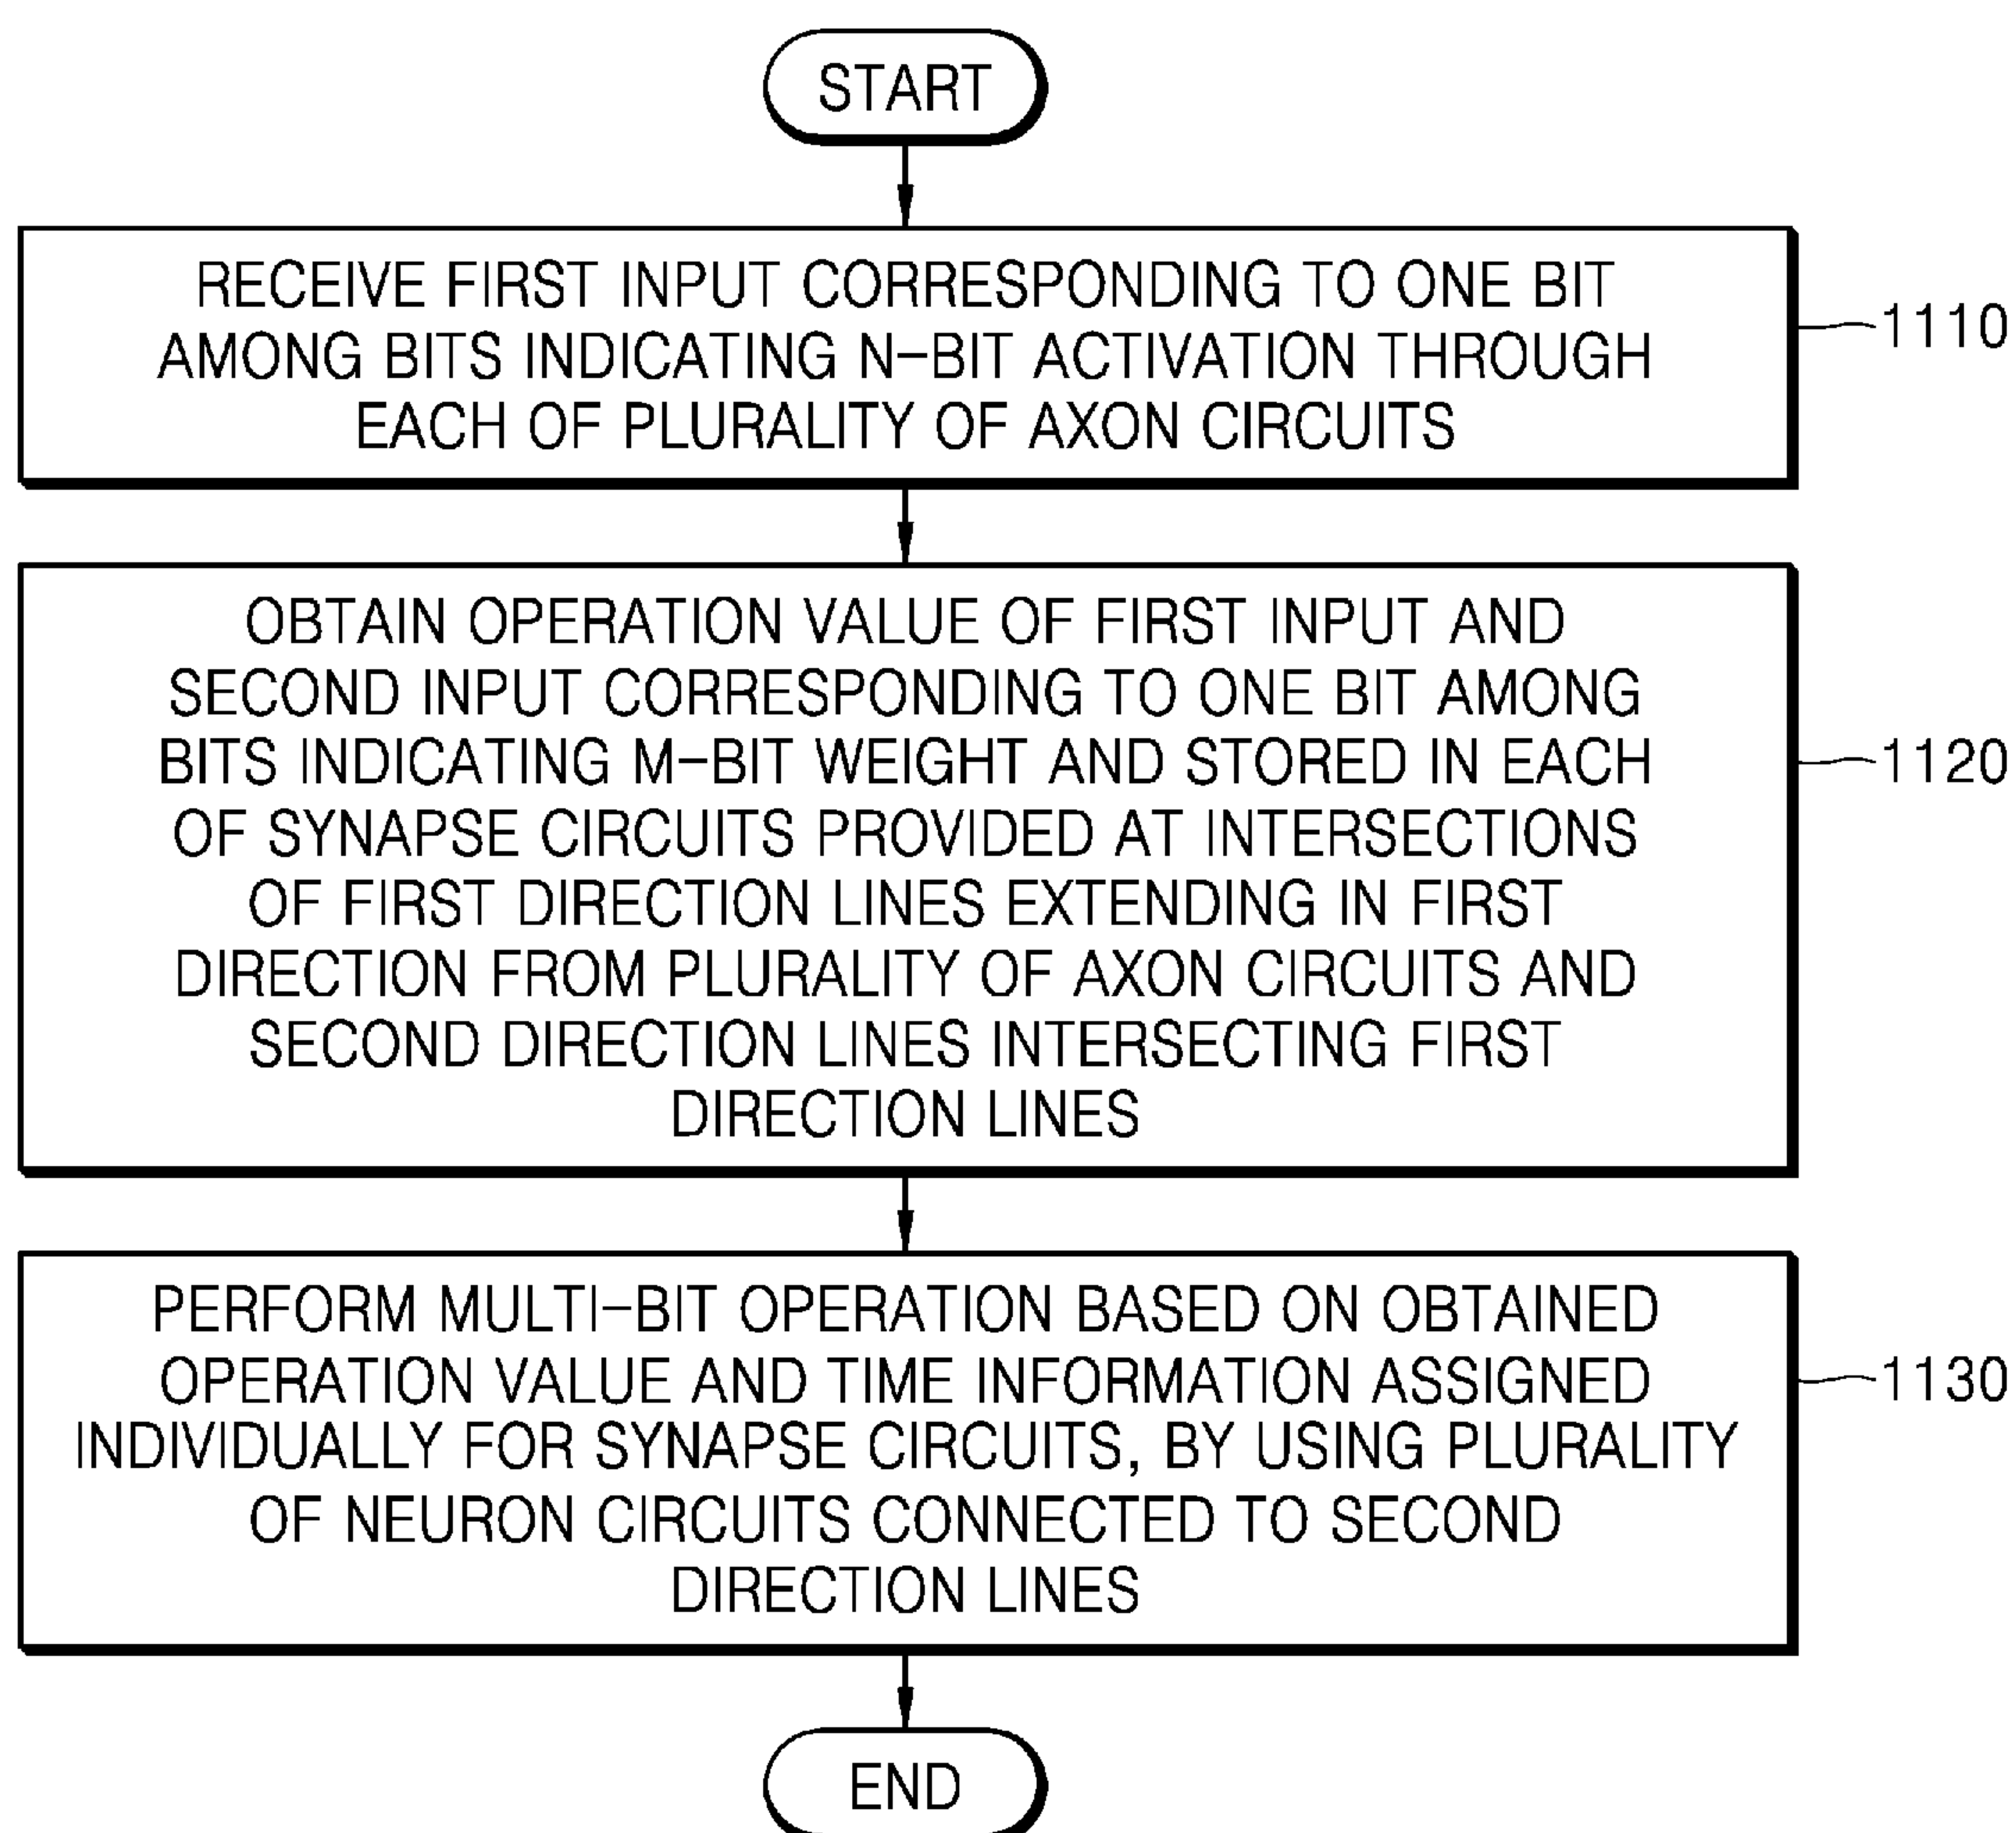 START
RECEIVE FIRST INPUT CORRESPONDING TO ONE BIT
AMONG BITS INDICATING N-BIT ACTIVATION THROUGH
EACH OF PLURALITY OF AXON CIRCUITS
1110
OBTAIN OPERATION VALUE OF FIRST INPUT AND
SECOND INPUT CORRESPONDING TO ONE BIT AMONG
BITS INDICATING M-BIT WEIGHT AND STORED IN EACH
OF SYNAPSE CIRCUITS PROVIDED AT INTERSECTIONS
OF FIRST DIRECTION LINES EXTENDING IN FIRST
DIRECTION FROM PLURALITY OF AXON CIRCUITS AND
SECOND DIRECTION LINES INTERSECTING FIRST
DIRECTION LINES
1120
PERFORM MULTI-BIT OPERATION BASED ON OBTAINED
OPERATION VALUE AND TIME INFORMATION ASSIGNED
INDIVIDUALLY FOR SYNAPSE CIRCUITS, BY USING PLURALITY
OF NEURON CIRCUITS CONNECTED TO SECOND
DIRECTION LINES
1130
END